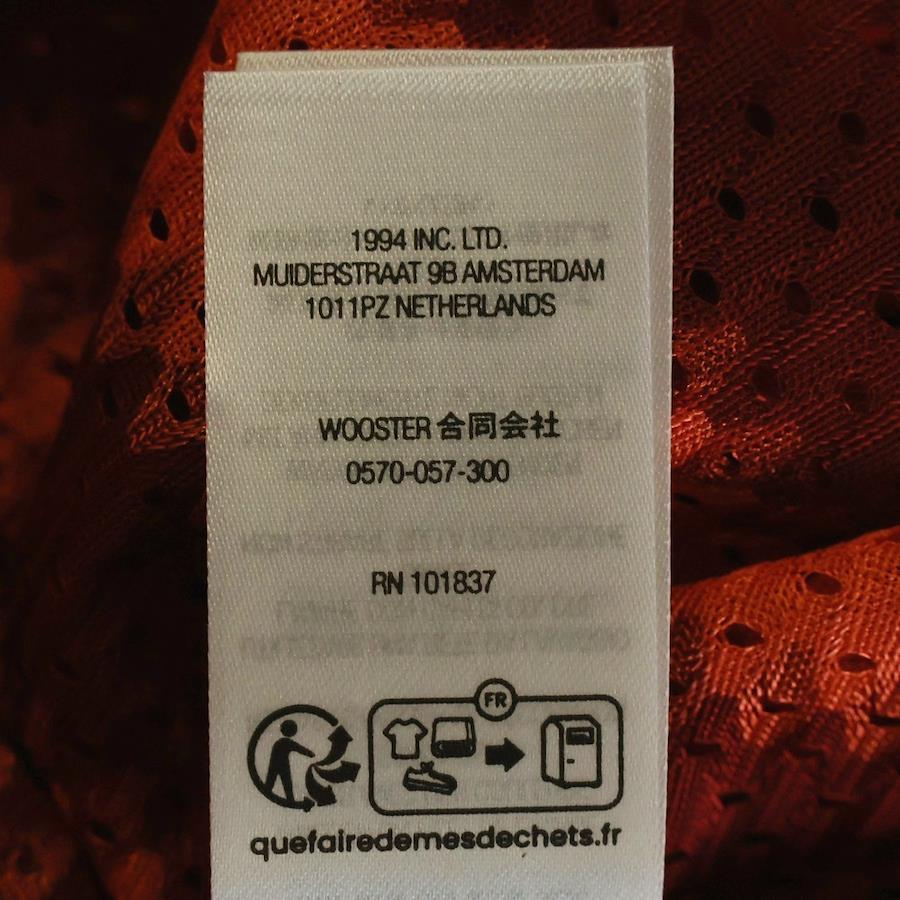 1994 INC. LTD.
MUIDERSTRAAT 9B AMSTERDAM
1011PZ NETHERLANDS
WOOSTER 合同会社
0570-057-300
RN 101837
FR
quefairedemesdechets.fr